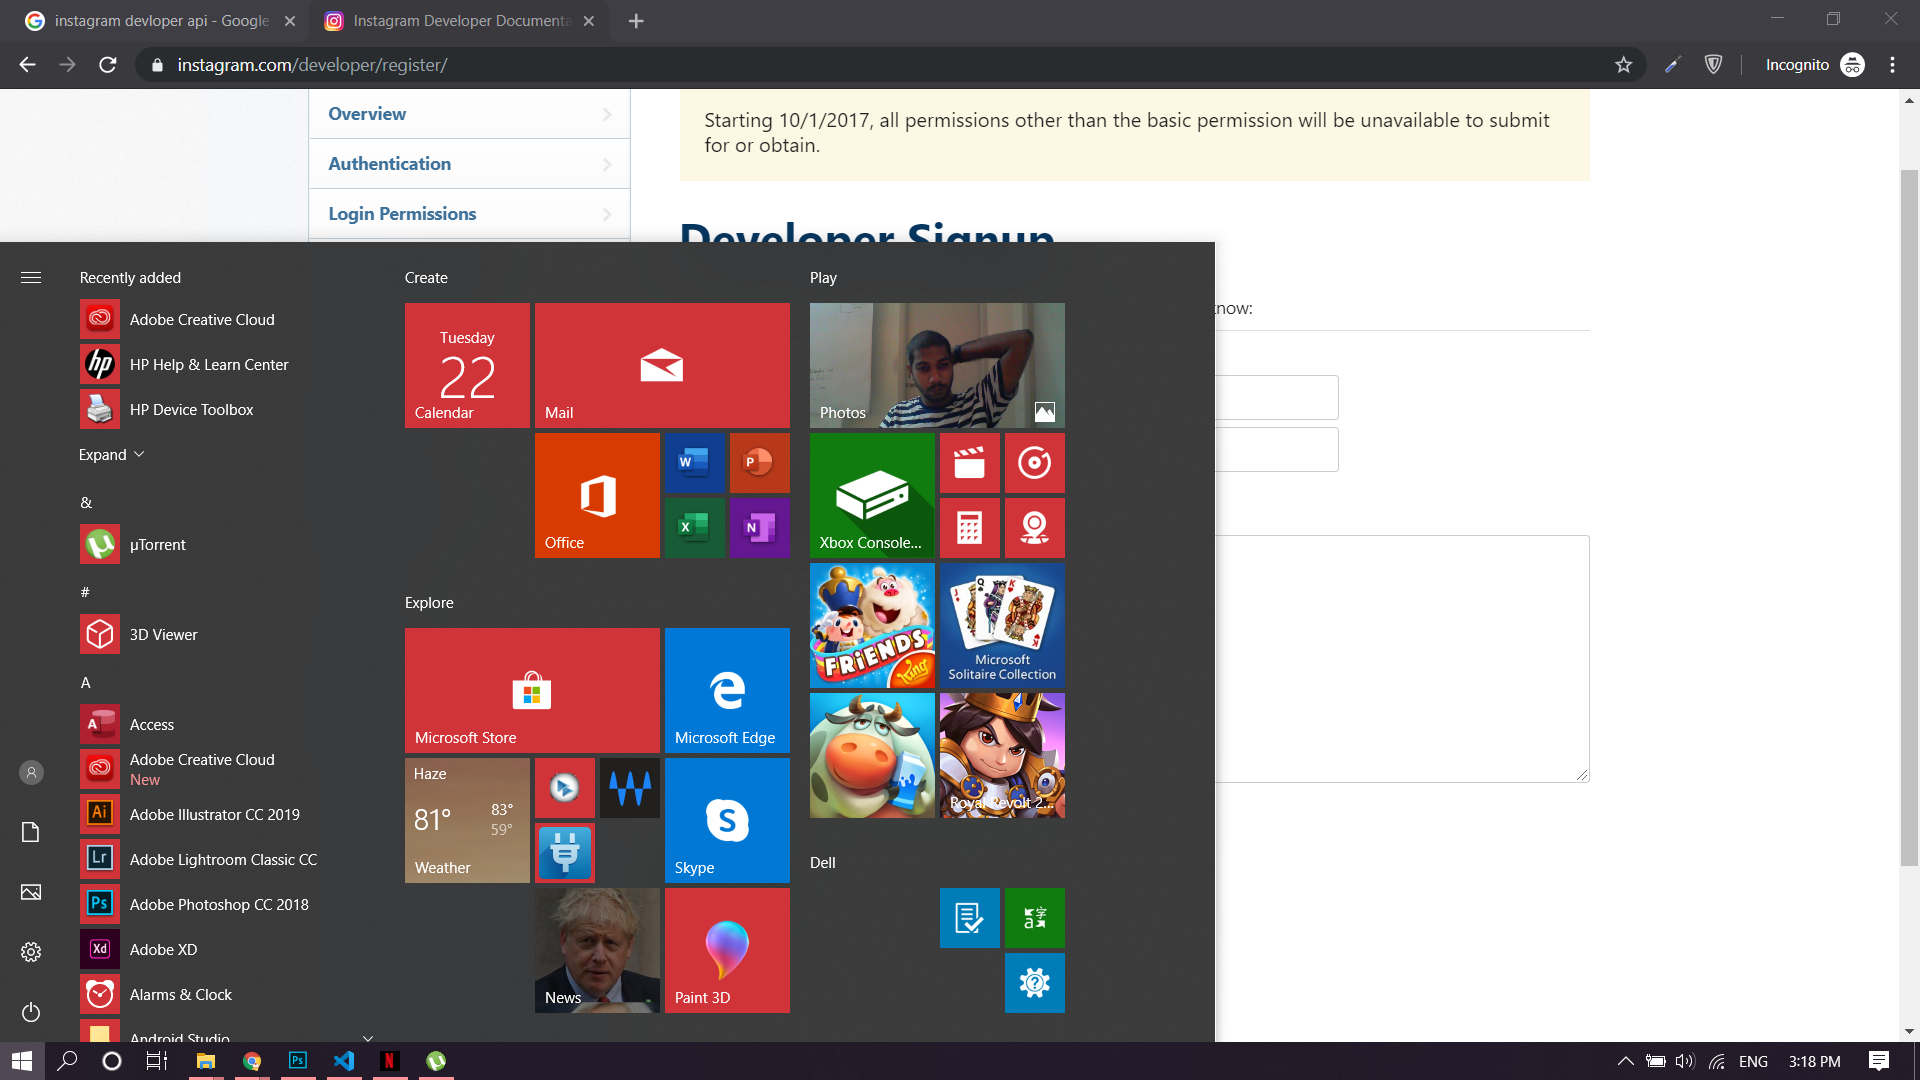 instagram devloper api - Google
Instagram Developer Documenta
instagram.com/developer/register/
Incognito
Overview
Authentication
Login Permissions
Starting 10/1/2017, all permissions other than the basic permission will be unavailable to submit
for or obtain.
Developer Signup
know:
Recently added
Adobe Creative Cloud
HP Help & Learn Center
HP Device Toolbox
Expand
&
µTorrent
#
3D Viewer
A
Access
Adobe Creative Cloud
New
Adobe Illustrator CC 2019
Adobe Lightroom Classic CC
Adobe Photoshop CC 2018
Adobe XD
Alarms & Clock
Android Studio
Create
Tuesday
22
Calendar
Mail
Office
Explore
Microsoft Store
Microsoft Edge
Haze
81°
83°
59°
Weather
Skype
News
Paint 3D
Play
Photos
Xbox Console...
FRiENDS
King
Microsoft
Solitaire Collection
Royal Revolt 2...
Dell
ENG
3:18 PM